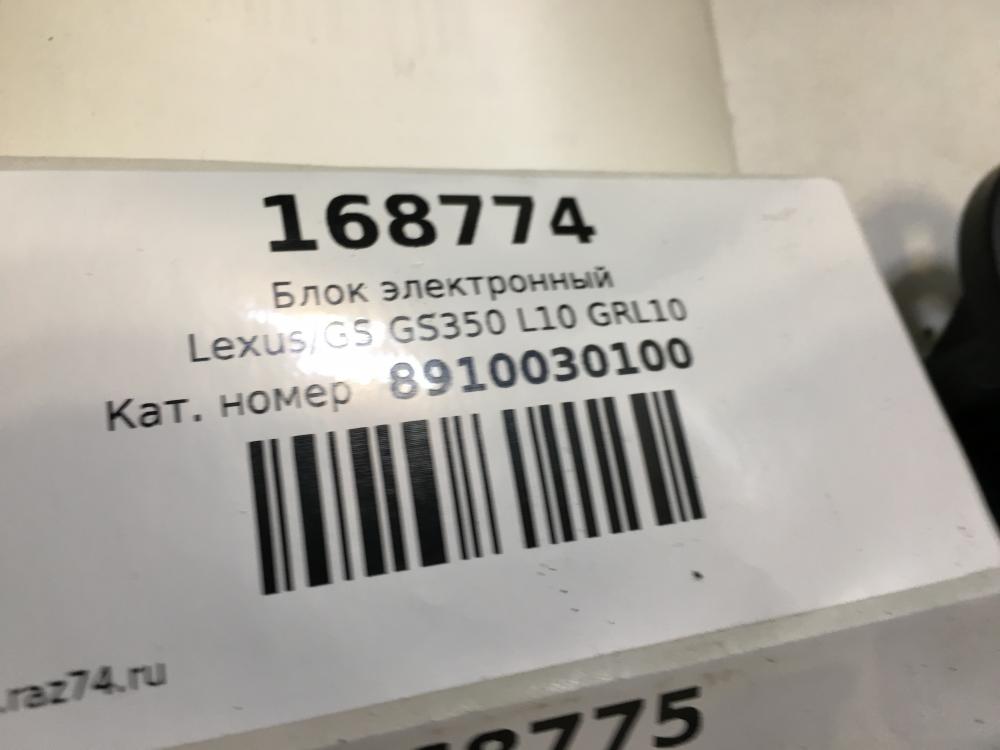 168774
Блок электронный
Lexus/GS GS350 L10 GRL10
Кат. номер 8910030100
.raz74.ru
8775